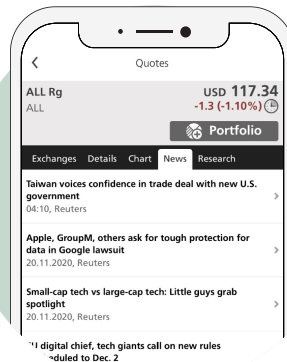 Quotes
ALL Rg
USD 117.34
ALL
-1.3 (-1.10%)
Portfolio
Exchanges Details Chart News Research
Taiwan voices confidence in trade deal with new U.S.
government
04:10, Reuters
Apple, GroupM, others ask for tough protection for
data in Google lawsuit
20.11.2020, Reuters
Small-cap tech vs large-cap tech: Little guys grab
spotlight
20.11.2020, Reuters
digital chief, tech giants call on new rules
to Dec. 2